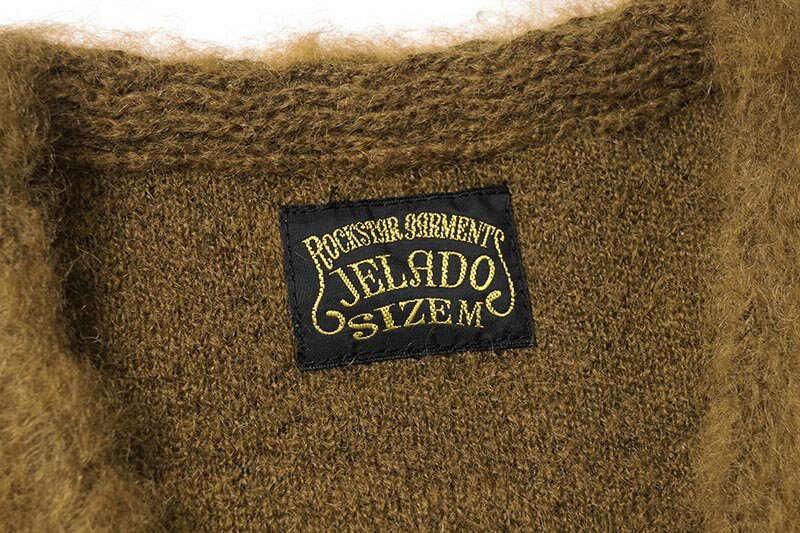 ROCKSTAR GARMENTS
JELADO
SIZE M